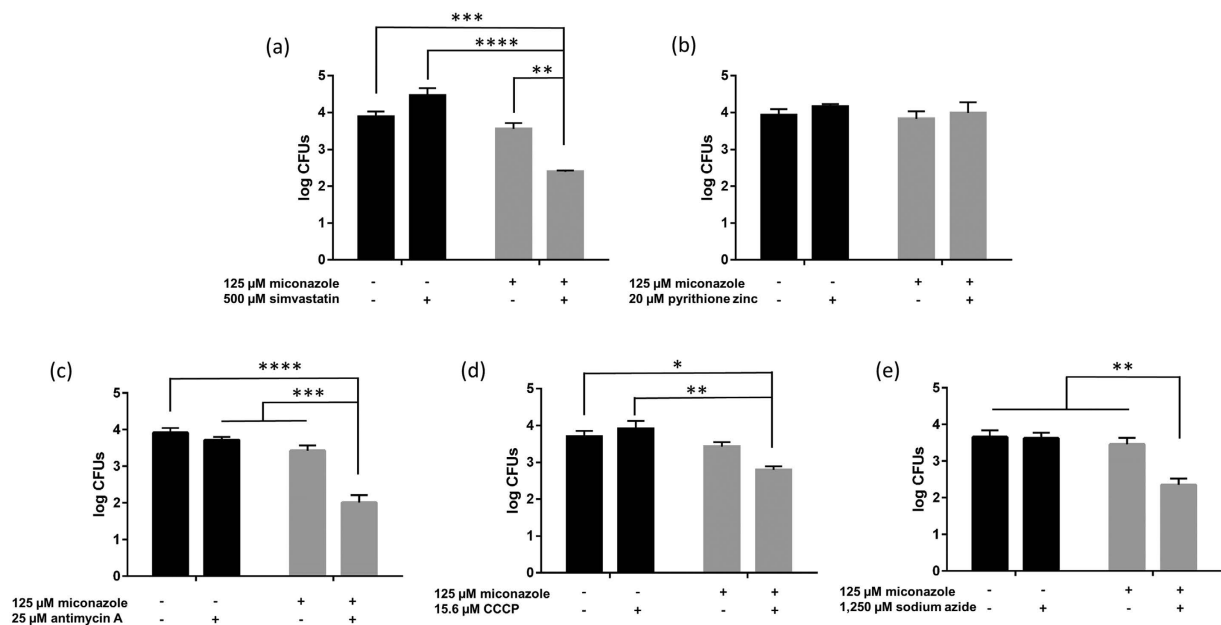 (a)
***
****
**
log CFUs
5
4
3
2
1
0
125 µM miconazole - - + +
500 µM simvastatin - + - +
(b)
log CFUs
5
4
3
2
1
0
125 µM miconazole - - + +
20 µM pyrithione zinc - + - +
(c)
****
***
log CFUs
5
4
3
2
1
0
125 µM miconazole - - + +
25 µM antimycin A - + - +
(d)
*
**
log CFUs
5
4
3
2
1
0
125 µM miconazole - - + +
15.6 µM CCCP - + - +
(e)
**
log CFUs
5
4
3
2
1
0
125 µM miconazole - - + +
1,250 µM sodium azide - + - +